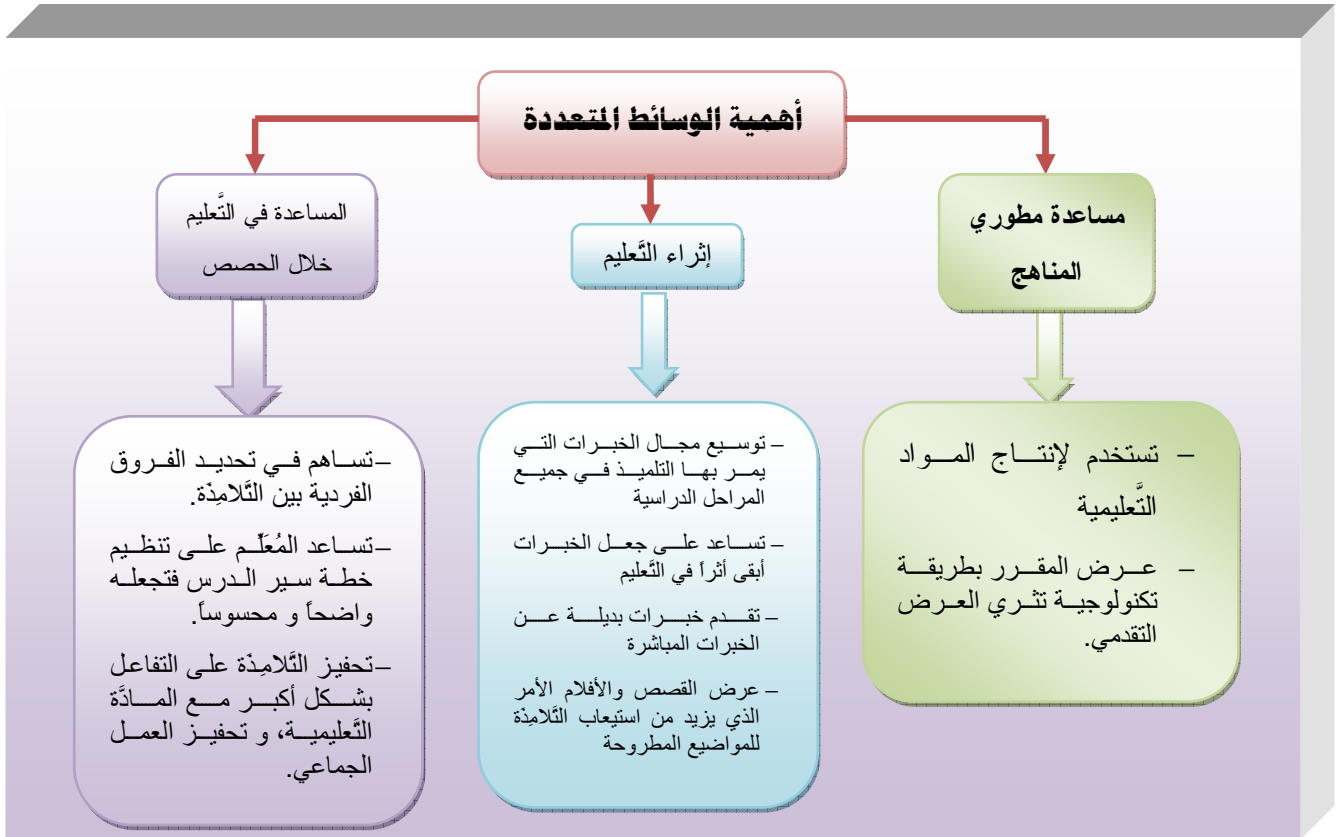 أهمية الوسائط المتعددة
مساعدة مطوري
المناهج
– تستخدم لإنتاج المواد
التَّعليمية
– عرض المقرر بطريقة
تكنولوجية تثري العرض
التقدمي.
إثراء التَّعليم
– توسيع مجال الخبرات التي
يمر بها التلميذ في جميع
المراحل الدراسية
– تساعد على جعل الخبرات
أبقى أثراً في التَّعليم
– تقدم خبرات بديلة عن
الخبرات المباشرة
– عرض القصص والأفلام الأمر
الذي يزيد من استيعاب التَّلامِذَة
للمواضيع المطروحة
المساعدة في التَّعليم
خلال الحصص
– تساهم في تحديد الفروق
الفردية بين التَّلامِذَة.
– تساعد المُعَلِّم على تنظيم
خطة سير الدرس فتجعله
واضحاً و محسوساً.
– تحفيز التَّلامِذَة على التفاعل
بشكل أكبر مع المادَّة
التَّعليمية، و تحفيز العمل
الجماعي.